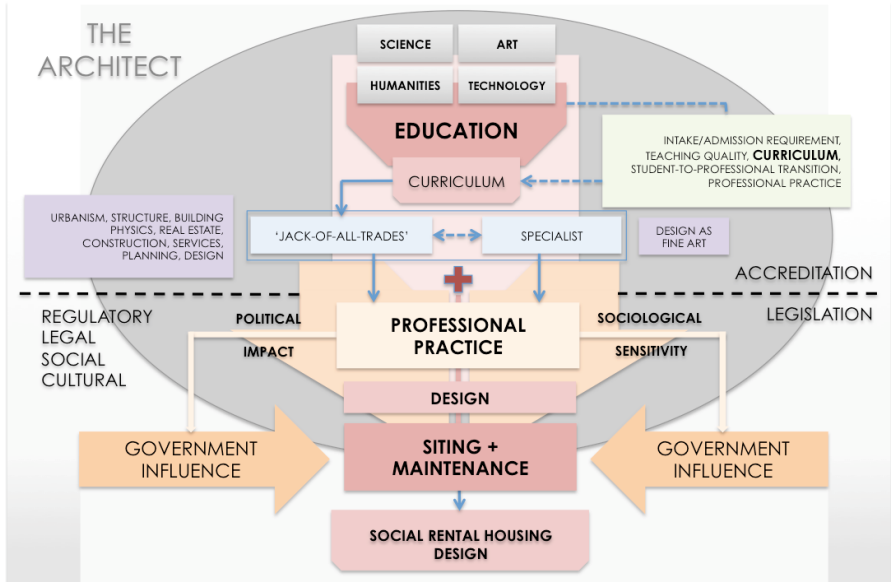 THE
ARCHITECT
SCIENCE
ART
HUMANITIES
TECHNOLOGY
EDUCATION
CURRICULUM
INTAKE/ADMISSION REQUIREMENT,
TEACHING QUALITY, CURRICULUM,
STUDENT-TO-PROFESSIONAL TRANSITION,
PROFESSIONAL PRACTICE
URBANISM, STRUCTURE, BUILDING
PHYSICS, REAL ESTATE,
CONSTRUCTION, SERVICES,
PLANNING, DESIGN
'JACK-OF-ALL-TRADES'
SPECIALIST
DESIGN AS
FINE ART
ACCREDITATION
LEGISLATION
REGULATORY
LEGAL
SOCIAL
CULTURAL
POLITICAL
IMPACT
PROFESSIONAL
PRACTICE
SOCIOLOGICAL
SENSITIVITY
DESIGN
GOVERNMENT
INFLUENCE
SITING +
MAINTENANCE
GOVERNMENT
INFLUENCE
SOCIAL RENTAL HOUSING
DESIGN